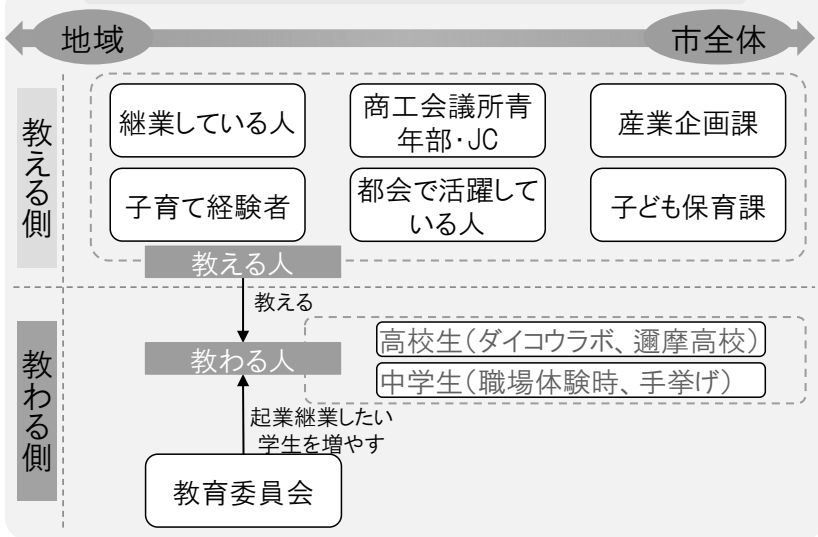 地域
市全体
教える側
継業している人
商工会議所青
年部・JC
産業企画課
子育て経験者
都会で活躍して
いる人
子ども保育課
教える人
教える
教わる側
教わる人
高校生(ダイコウラボ、邇摩高校)
中学生(職場体験時、手挙げ)
起業継業したい
学生を増やす
教育委員会